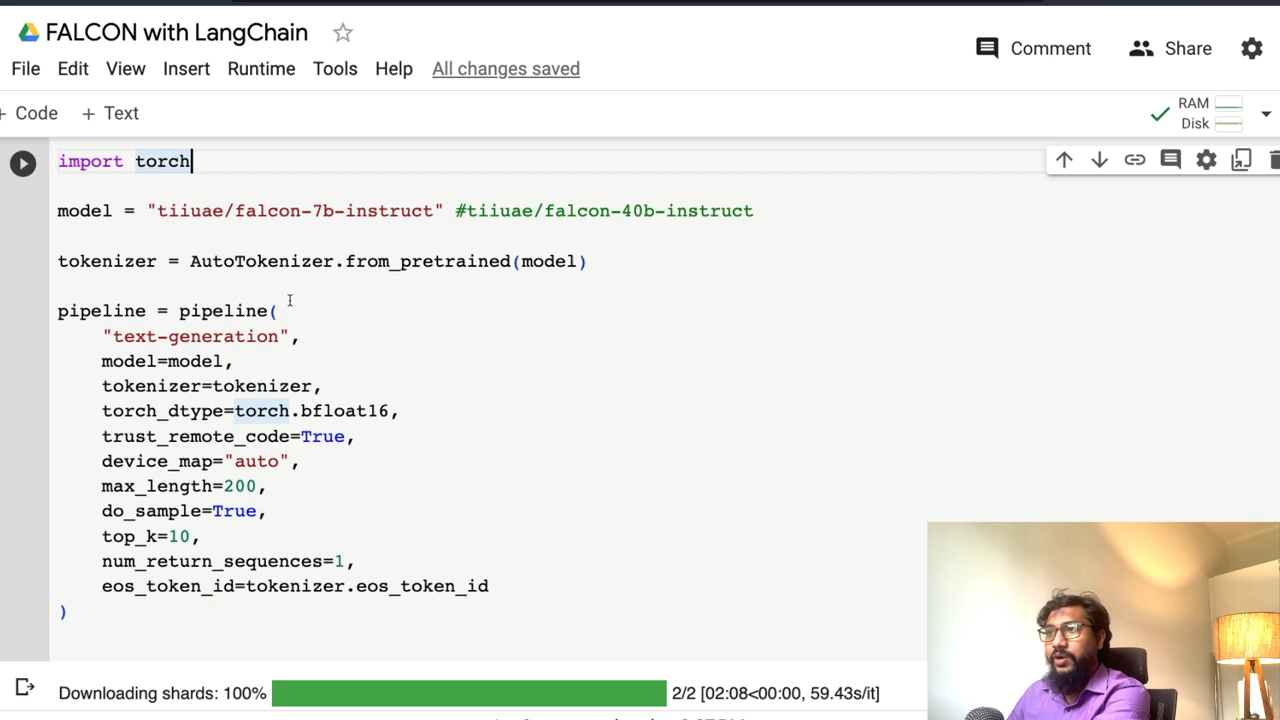 FALCON with LangChain
Comment
Share
File Edit View Insert Runtime Tools Help All changes saved
+ Code + Text
RAM
Disk
import torch
model = "tiiuae/falcon-7b-instruct" #tiiuae/falcon-40b-instruct
tokenizer = AutoTokenizer.from_pretrained(model)
pipeline = pipeline(
"text-generation",
model=model,
tokenizer=tokenizer,
torch_dtype=torch.bfloat16,
trust_remote_code=True,
device_map="auto",
max_length=200,
do_sample=True,
top_k=10,
num_return_sequences=1,
eos_token_id=tokenizer.eos_token_id
)
Downloading shards: 100% 2/2 [02:08<00:00, 59.43s/it]